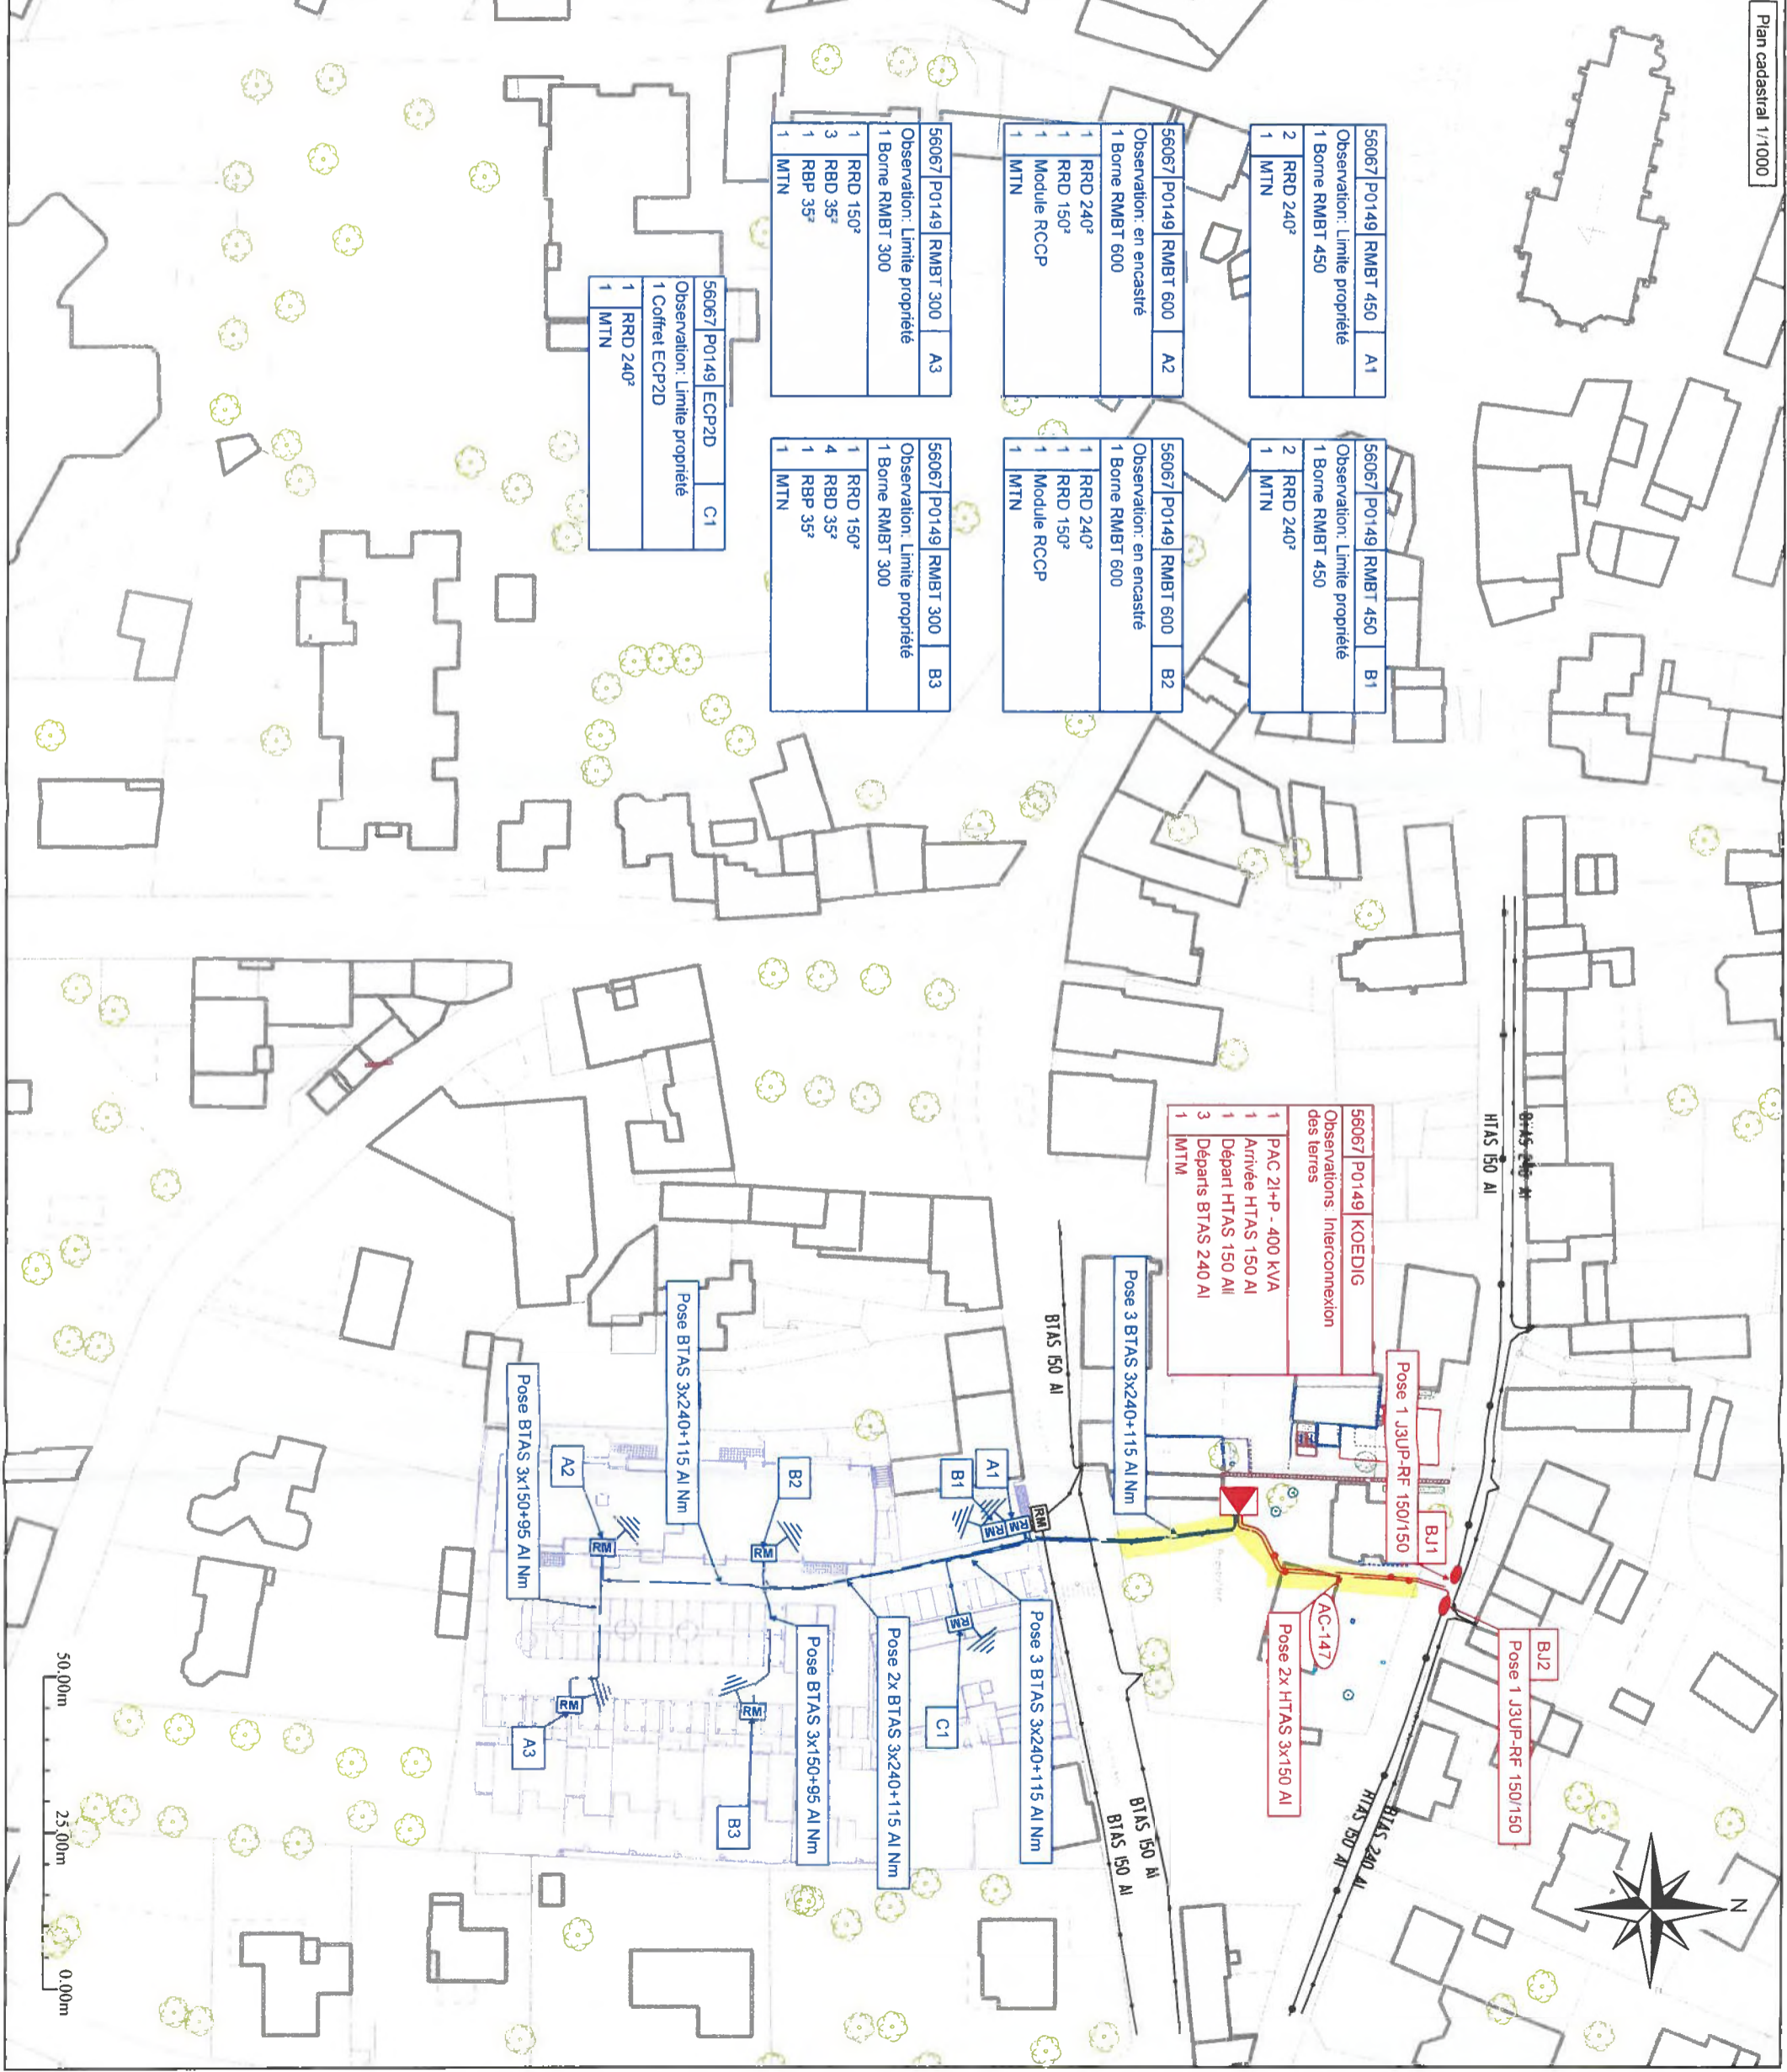 Plan cadastral 1/1000
56067 P0149 RMBT 450 A1
Observation: Limite propriété
1 Borne RMBT 450
2 RRD 240²
1 MTN
56067 P0149 RMBT 450 B1
Observation: Limite propriété
1 Borne RMBT 450
2 RRD 240²
1 MTN
56067 P0149 RMBT 600 A2
Observation: en encastré
1 Borne RMBT 600
1 RRD 240²
1 RRD 150²
1 Module RCCP
1 MTN
56067 P0149 RMBT 600 B2
Observation: en encastré
1 Borne RMBT 600
1 RRD 240²
1 RRD 150²
1 Module RCCP
1 MTN
56067 P0149 RMBT 300 A3
Observation: Limite propriété
1 Borne RMBT 300
1 RRD 150²
3 RBD 35²
1 RBP 35²
1 MTN
56067 P0149 RMBT 300 B3
Observation: Limite propriété
1 Borne RMBT 300
1 RRD 150²
4 RBD 35²
1 RBP 35²
1 MTN
56067 P0149 ECP2D C1
Observation: Limite propriété
1 Coffret ECP2D
1 RRD 240²
1 MTN
BTAS 240 Al
HTAS 150 Al
56067 P0149 KOEDIG
Observations: Interconnexion
des terres
1 PAC 2I+P - 400 kVA
1 Arrivée HTAS 150 Al
1 Départ HTAS 150 All
3 Départs BTAS 240 Al
1 MTM
Pose 1 J3UP-RF 150/150
BJ1
BJ2
Pose 1 J3UP-RF 150/150
AC-147
Pose 2x HTAS 3x150 Al
BTAS 240 Al
HTAS 150 Al
N
Pose 3 BTAS 3x240+115 Al Nm
BTAS 150 Al
BTAS 150 Al
BTAS 150 Al
RM
A1
B1
RM
RM
Pose 3 BTAS 3x240+115 Al Nm
RM
C1
Pose 2x BTAS 3x240+115 Al Nm
B2
RM
Pose BTAS 3x150+95 Al Nm
RM
B3
Pose BTAS 3x240+115 Al Nm
A2
RM
Pose BTAS 3x150+95 Al Nm
RM
A3
50.00m 25.00m 0.00m